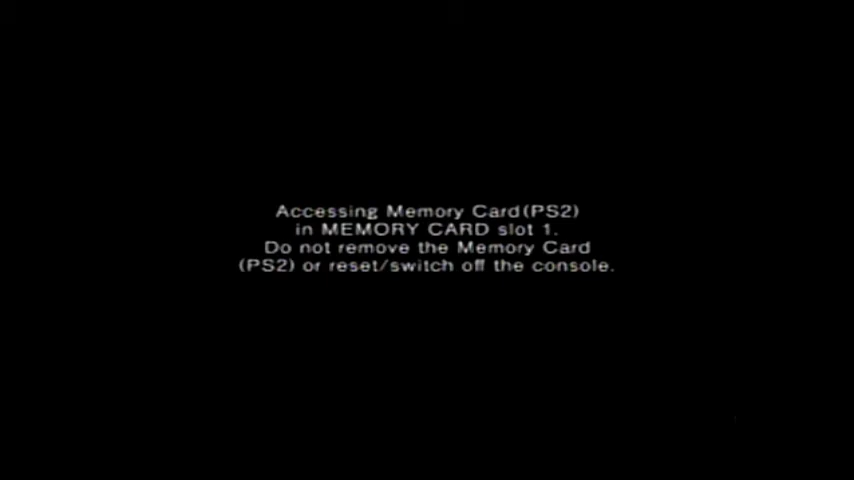 Accessing Memory Card(PS2)
in MEMORY CARD slot 1.
Do not remove the Memory Card
(PS2) or reset/switch off the console.